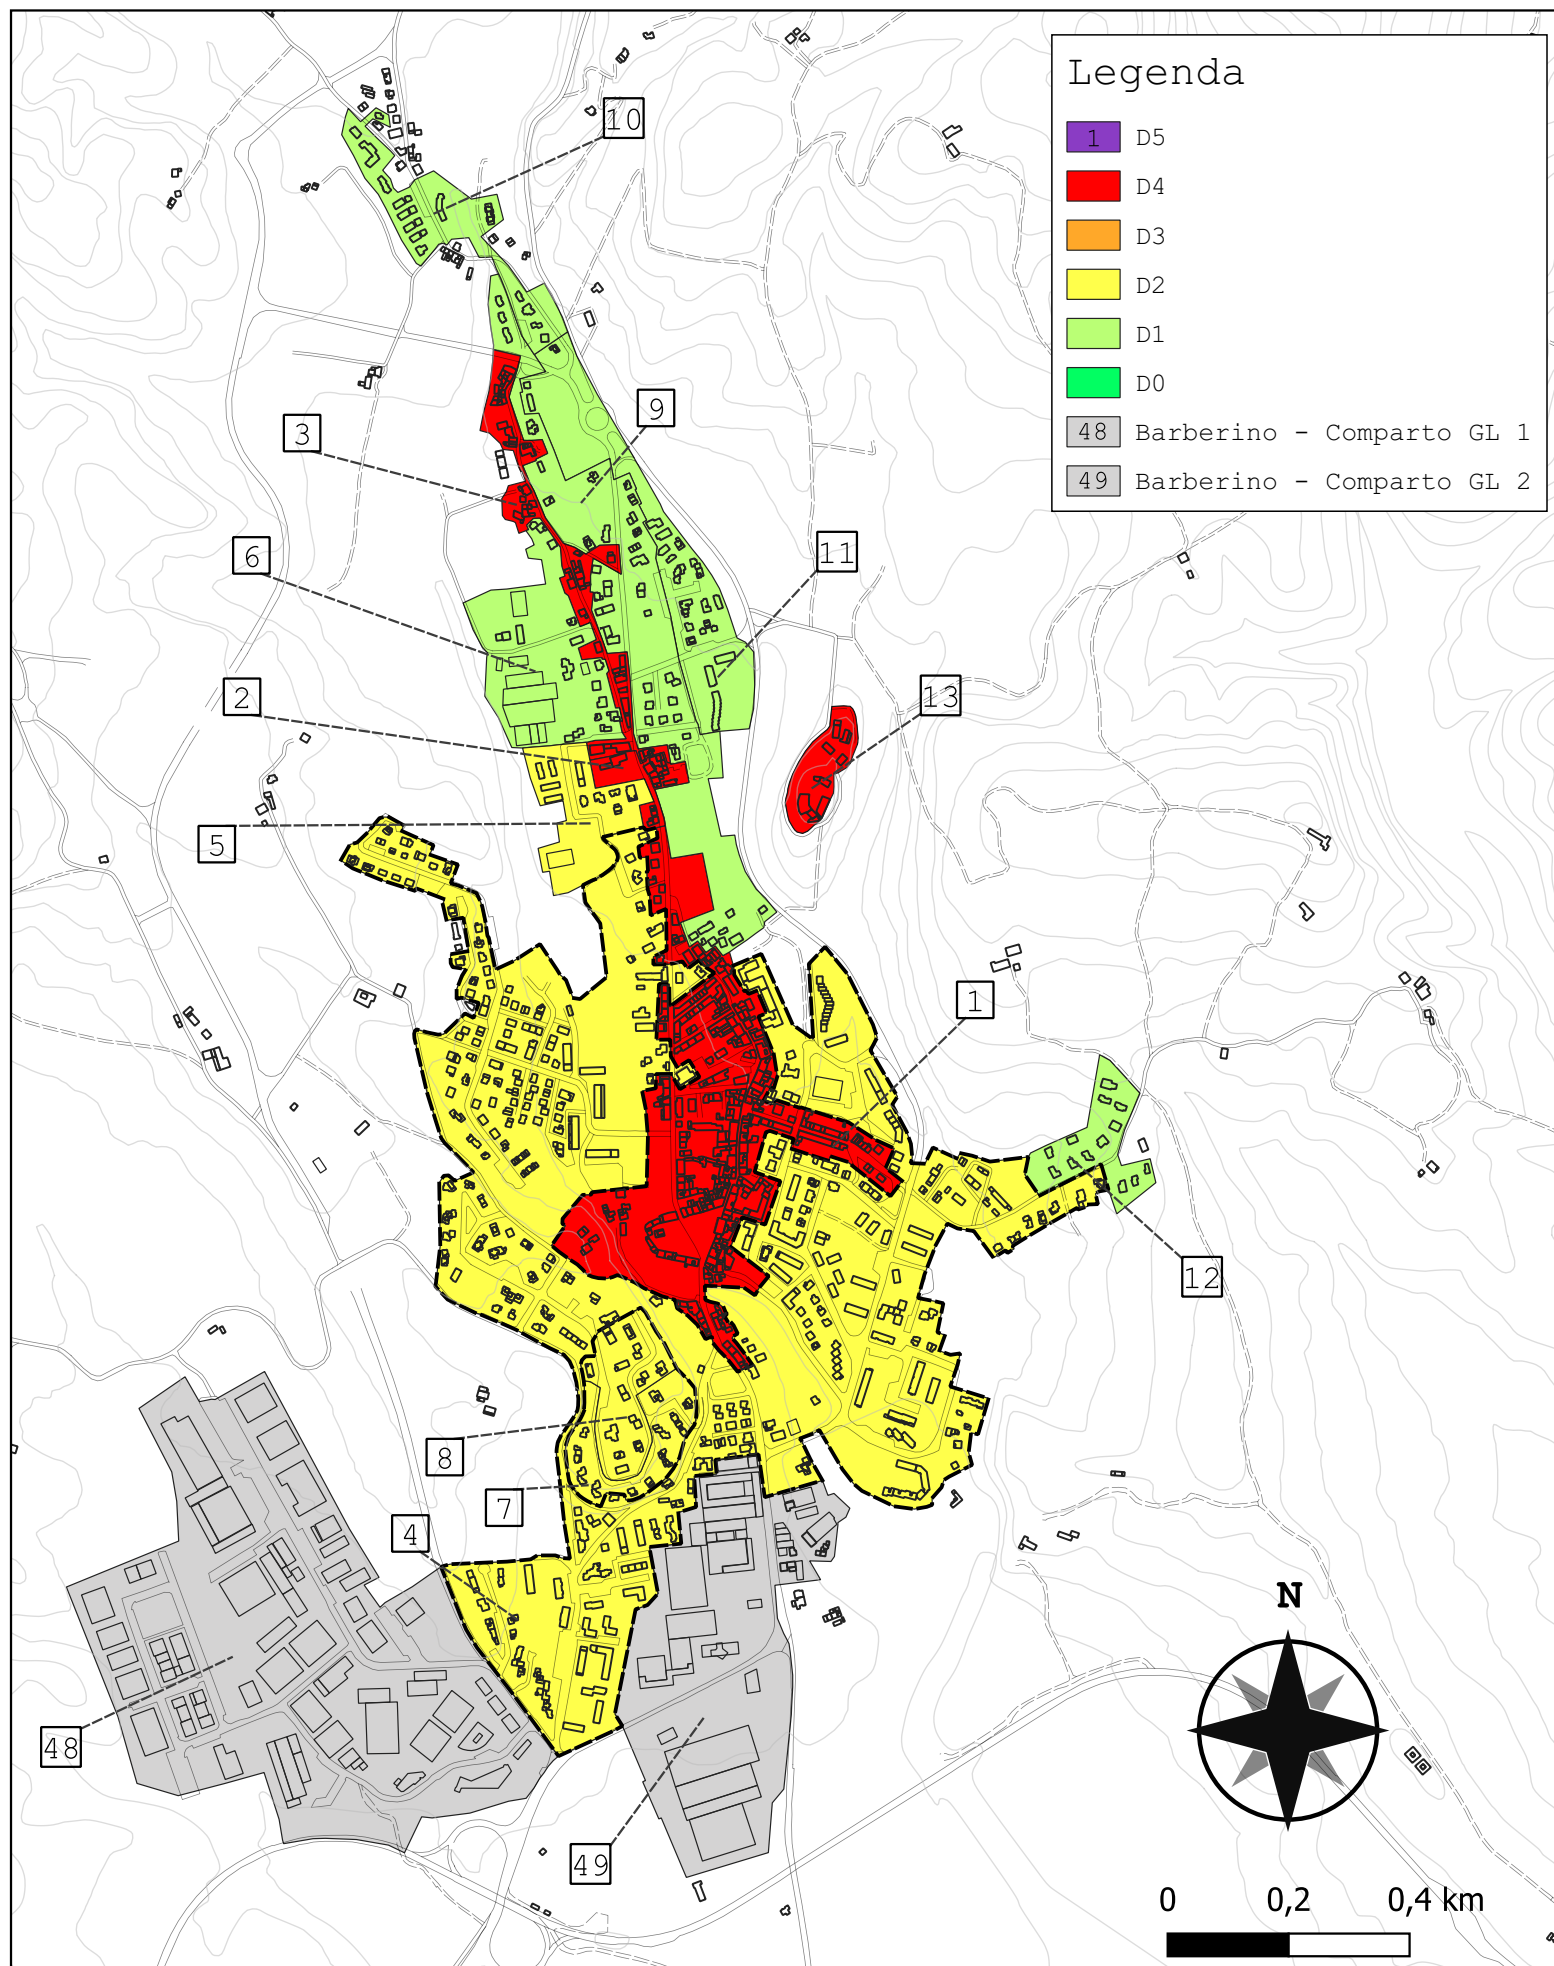 Legenda
1 D5
D4
D3
D2
D1
D0
48 Barberino - Comparto GL 1
49 Barberino - Comparto GL 2
10
9
3
11
6
2
13
5
1
12
8
7
4
48
49
N
0 0,2 0,4 km